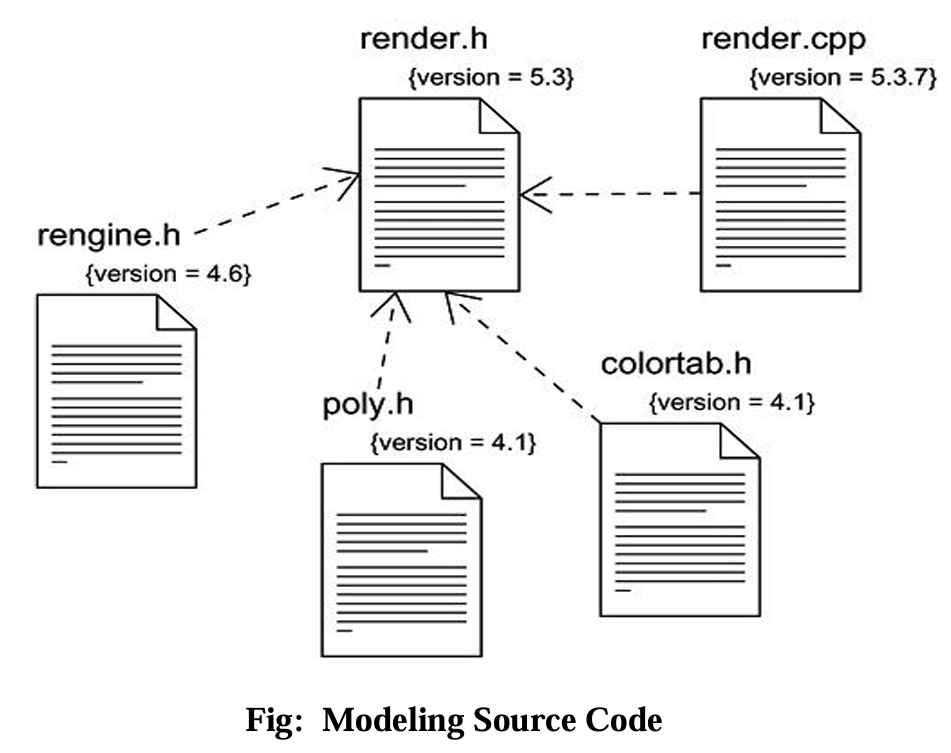 render.h
{version = 5.3}
render.cpp
{version = 5.3.7}
rengine.h
{version = 4.6}
poly.h
{version = 4.1}
colortab.h
{version = 4.1}
Fig: Modeling Source Code